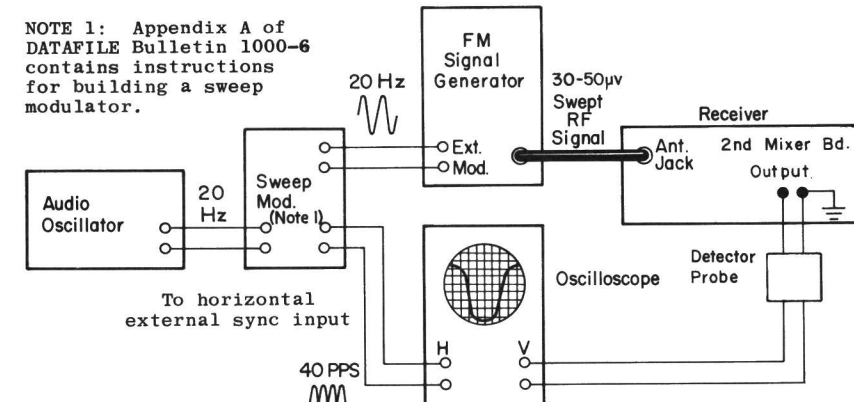 NOTE 1: Appendix A of
DATAFILE Bulletin 1000-6
contains instructions
for building a sweep
modulator.
20 Hz
FM
Signal
Generator
Ext.
Mod.
30-50μv
Swept
RF
Signal
Receiver
Ant.
Jack
2nd Mixer Bd.
Output
Audio
Oscillator
20
Hz
Sweep
Mod.
(Note 1)
To horizontal
external sync input
Oscilloscope
Detector
Probe
H
V
40 PPS